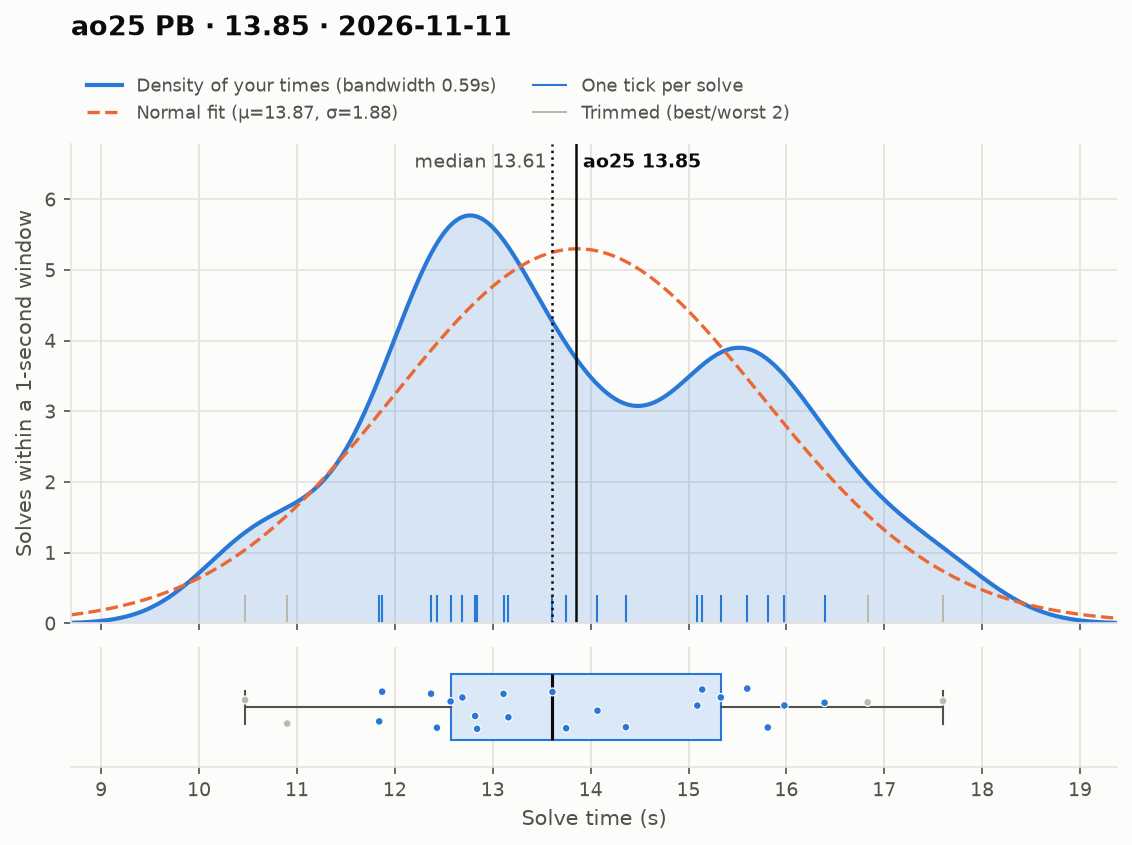 ao25 PB · 13.85 · 2026-11-11
Density of your times (bandwidth 0.59s)
Normal fit (μ=13.87, σ=1.88)
One tick per solve
Trimmed (best/worst 2)
median 13.61
ao25 13.85
Solves within a 1-second window
6
5
4
3
2
1
0
9 10 11 12 13 14 15 16 17 18 19
Solve time (s)